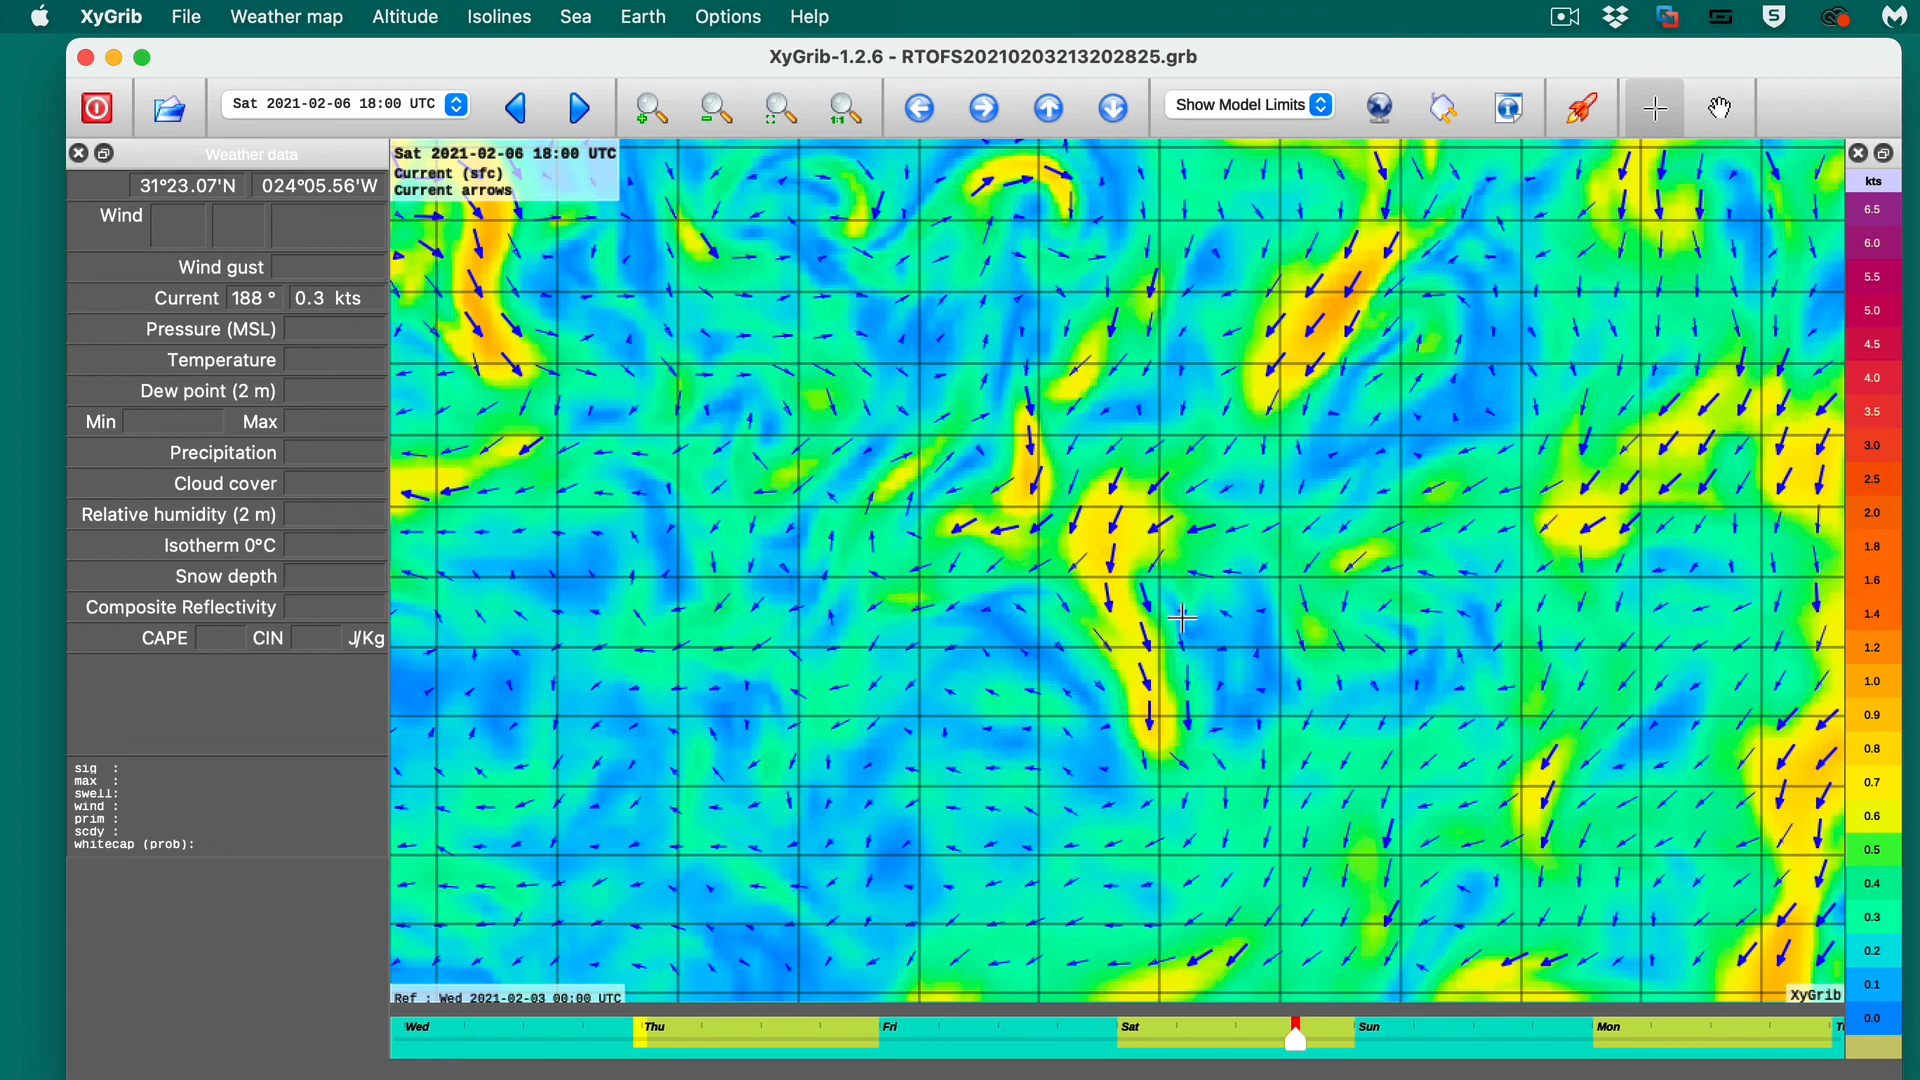 XyGrib File Weather map Altitude Isolines Sea Earth Options Help
XyGrib-1.2.6 - RTOFS20210203213202825.grb
Sat 2021-02-06 18:00 UTC
1:1
Show Model Limits
Weather data
31°23.07'N 024°05.56'W
Wind
Wind gust
Current 188 ° 0.3 kts
Pressure (MSL)
Temperature
Dew point (2 m)
Min Max
Precipitation
Cloud cover
Relative humidity (2 m)
Isotherm 0°C
Snow depth
Composite Reflectivity
CAPE CIN J/Kg
sig :
max :
swell:
wind :
prim :
scdy :
whitecap (prob):
Sat 2021-02-06 18:00 UTC
Current (sfc)
Current arrows
Ref : Wed 2021-02-03 00:00 UTC
XyGrib
Wed Thu Fri Sat Sun Mon
kts
6.5
6.0
5.5
5.0
4.5
4.0
3.5
3.0
2.5
2.0
1.8
1.6
1.4
1.2
1.0
0.9
0.8
0.7
0.6
0.5
0.4
0.3
0.2
0.1
0.0